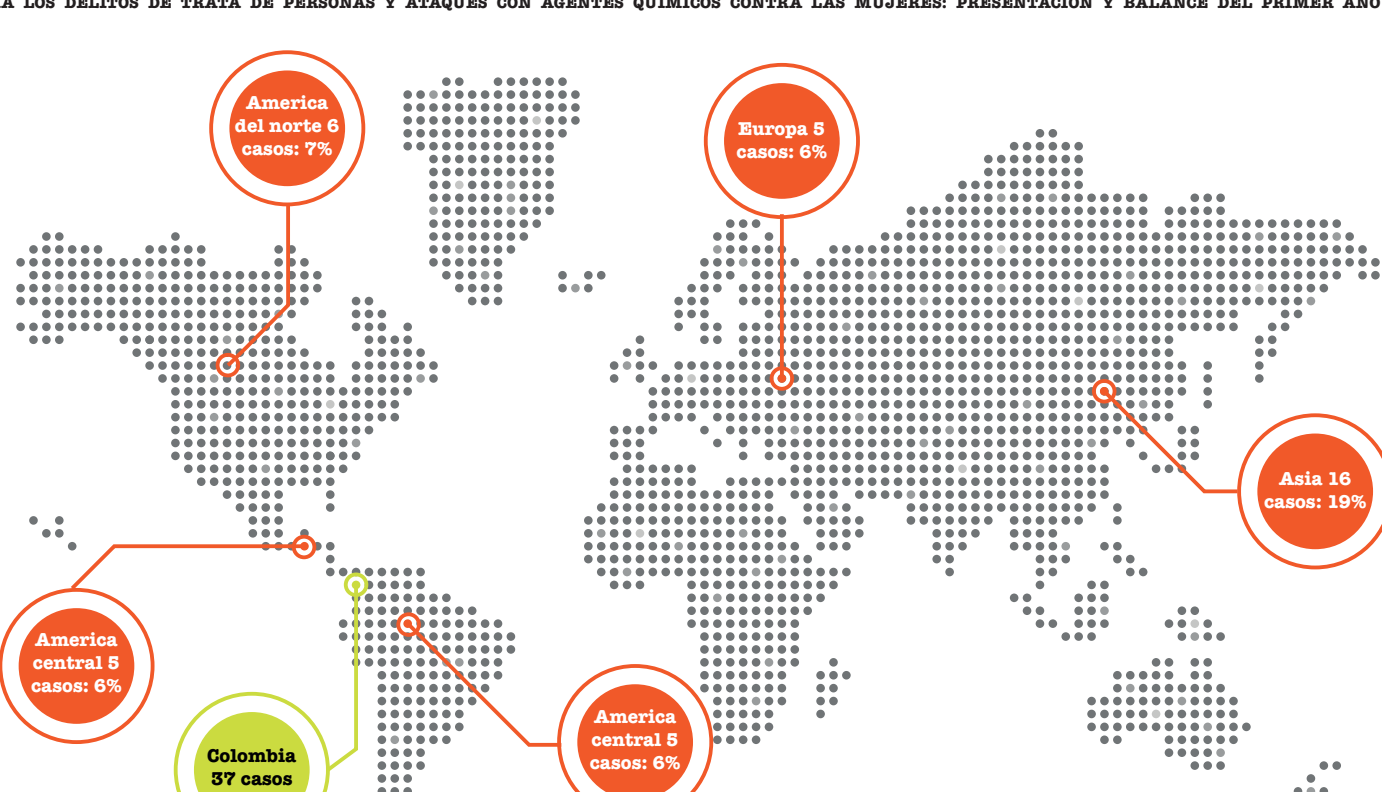 LOS DELITOS DE TRATA DE PERSONAS Y ATAQUES CON AGENTES QUÍMICOS CONTRA LAS MUJERES: PRESENTACIÓN Y BALANCE DEL PRIMER AÑO
America
del norte 6
casos: 7%
Europa 5
casos: 6%
Asia 16
casos: 19%
America
central 5
casos: 6%
Colombia
37 casos
America
central 5
casos: 6%